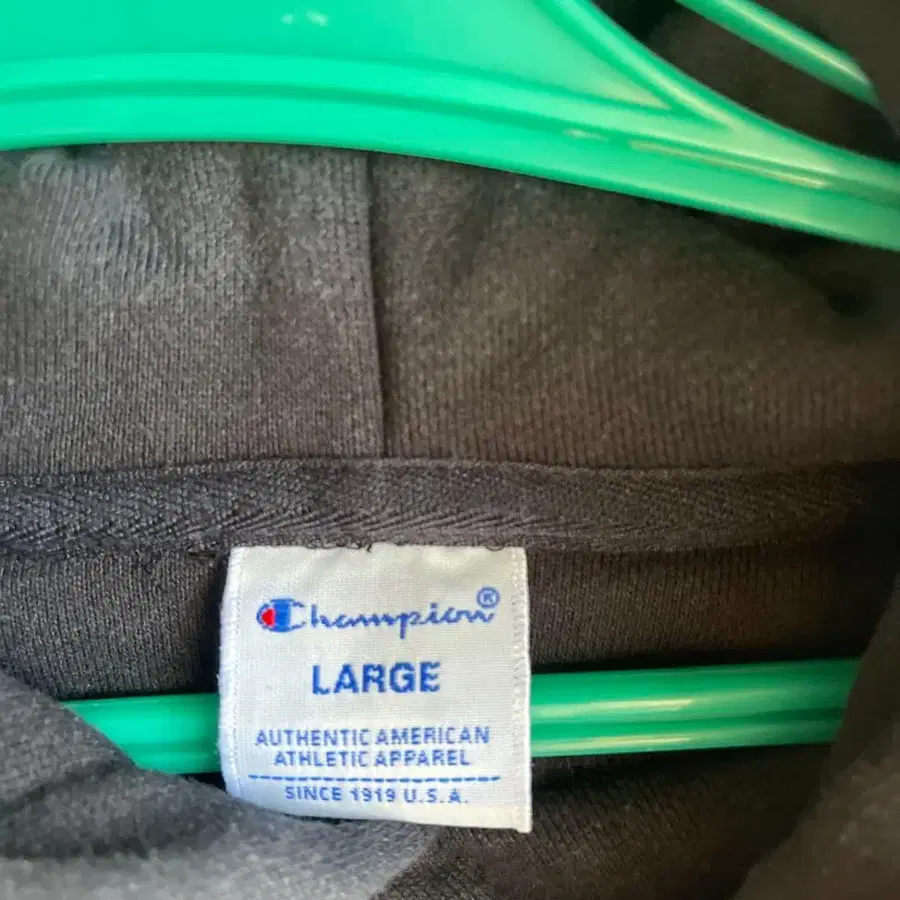 Champion®
LARGE
AUTHENTIC AMERICAN
ATHLETIC APPAREL
SINCE 1919 U.S.A.